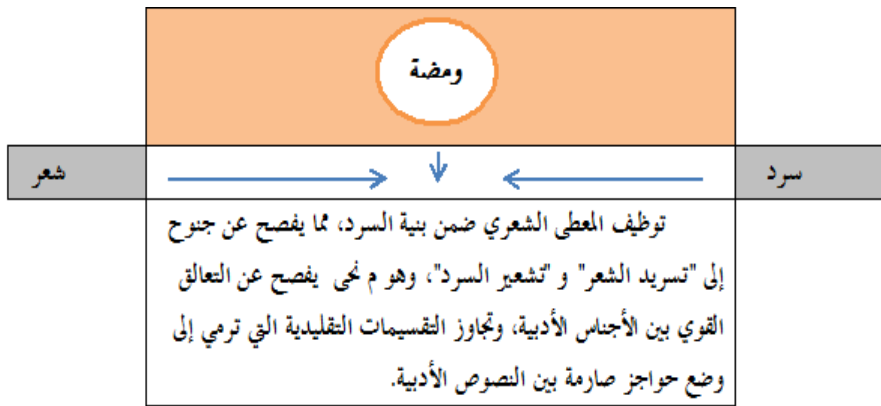 ومضة
سرد
شعر
توظيف المعطى الشعري ضمن بنية السرد، مما يفصح عن جنوح
إلى "تسريد الشعر" و "تشعير السرد"، وهو م نحى يفصح عن التعالق
القوي بين الأجناس الأدبية، وتجاوز التقسيمات التقليدية التي ترمي إلى
وضع حواجز صارمة بين النصوص الأدبية.